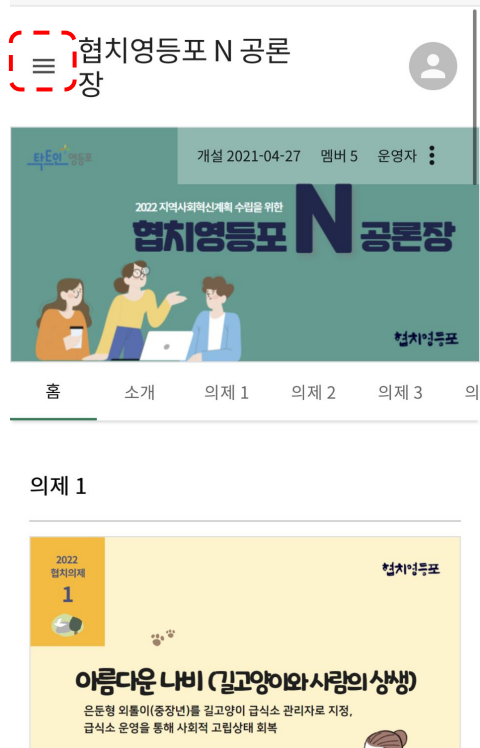 협치영등포 N 공론
장
탁트인 영등포
개설 2021-04-27 멤버 5 운영자
2022 지역사회혁신계획 수립을 위한
협치영등포 N 공론장
협치영등포
홈 소개 의제 1 의제 2 의제 3 의
의제 1
2022
협치의제
1
협치영등포
아름다운 나비 (길고양이와 사람의 상생)
은둔형 외톨이(중장년)를 길고양이 급식소 관리자로 지정,
급식소 운영을 통해 사회적 고립상태 회복